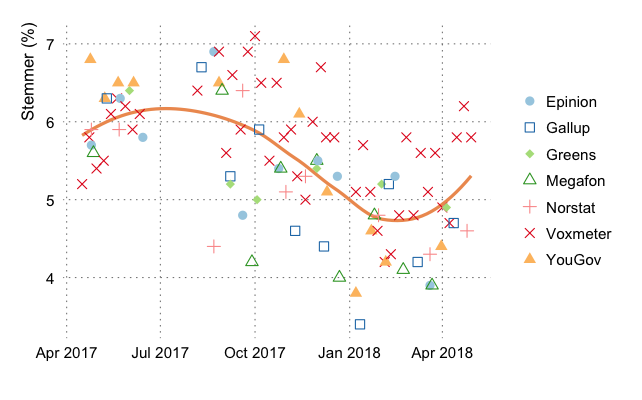 Stemmer (%)
7
6
5
4
Apr 2017
Jul 2017
Oct 2017
Jan 2018
Apr 2018
Epinion
Gallup
Greens
Megafon
Norstat
Voxmeter
YouGov